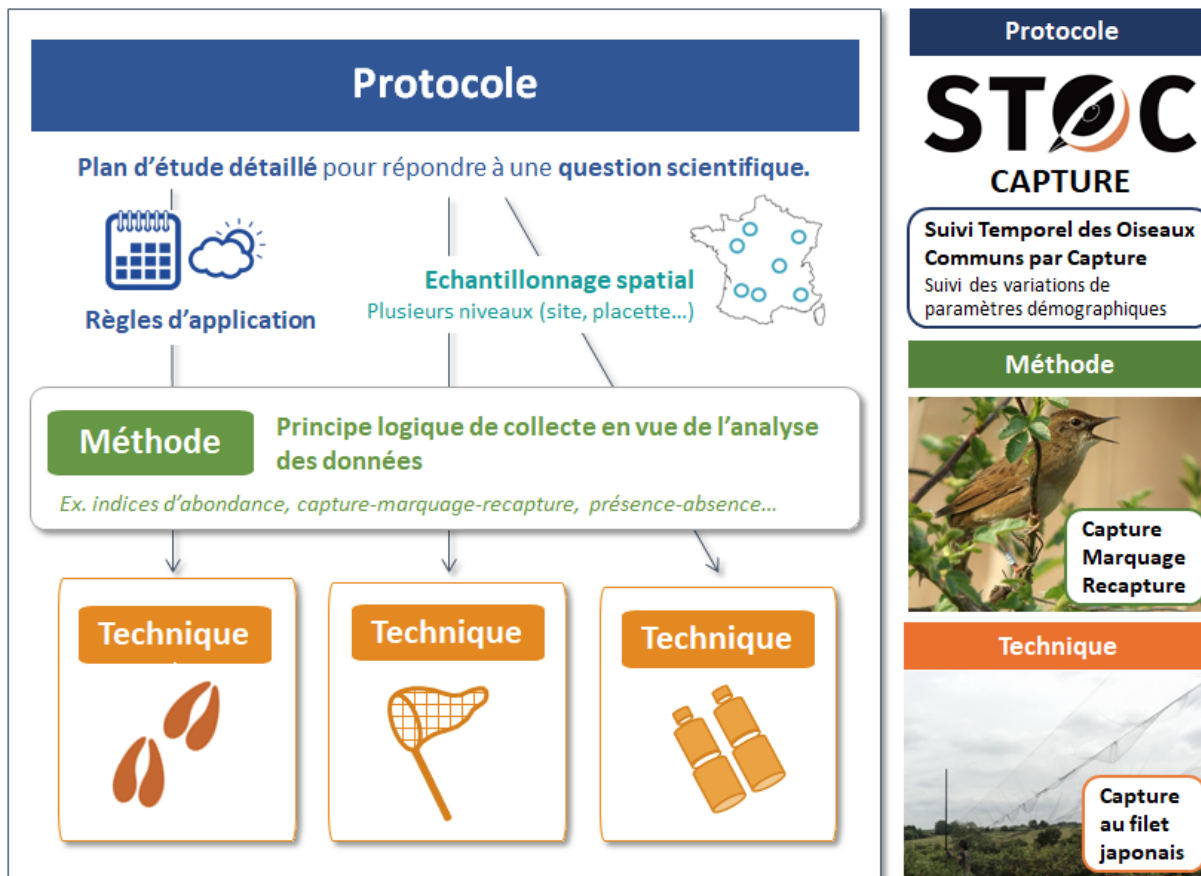 Protocole
Plan d'étude détaillé pour répondre à une question scientifique.
Règles d'application
Echantillonnage spatial
Plusieurs niveaux (site, placette...)
Méthode
Principe logique de collecte en vue de l'analyse
des données
Ex. indices d'abondance, capture-marquage-recapture, présence-absence...
Technique
Technique
Technique
Protocole
STOC
CAPTURE
Suivi Temporel des Oiseaux
Communs par Capture
Suivi des variations de
paramètres démographiques
Méthode
Capture
Marquage
Recapture
Technique
Capture
au filet
japonais